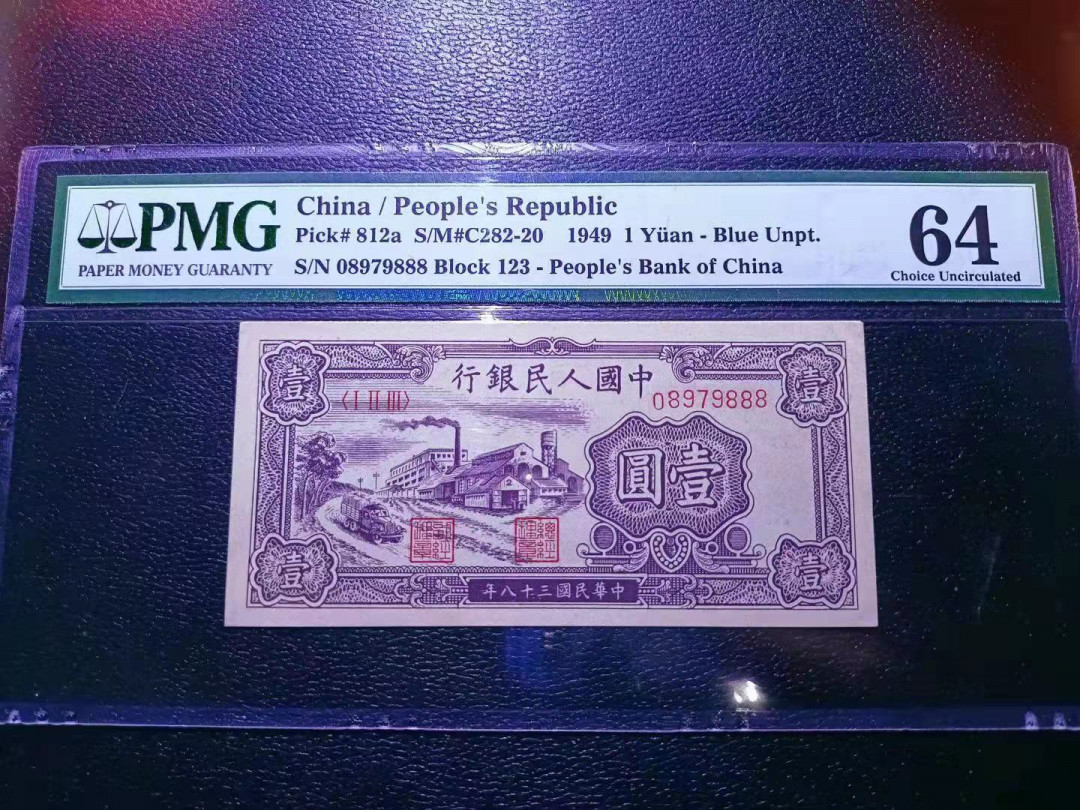 PMG
PAPER MONEY GUARANTY
China / People's Republic
Pick# 812a S/M#C282-20 1949 1 Yüan - Blue Unpt.
S/N 08979888 Block 123 - People's Bank of China
64
Choice Uncirculated
行銀民人國中
〈I II III〉
08979888
壹
壹
圓壹
2
壹
壹
年八十三國民華中